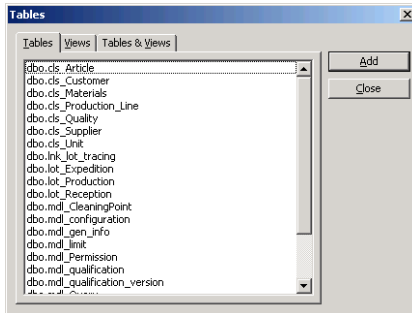 Tables
Tables Views Tables & Views
Add
Close
dbo.cls_Article
dbo.cls_Customer
dbo.cls_Materials
dbo.cls_Production_Line
dbo.cls_Quality
dbo.cls_Supplier
dbo.cls_Unit
dbo.lnk_lot_tracing
dbo.lot_Expedition
dbo.lot_Production
dbo.lot_Reception
dbo.mdl_CleaningPoint
dbo.mdl_configuration
dbo.mdl_gen_info
dbo.mdl_limit
dbo.mdl_Permission
dbo.mdl_qualification
dbo.mdl_qualification_version